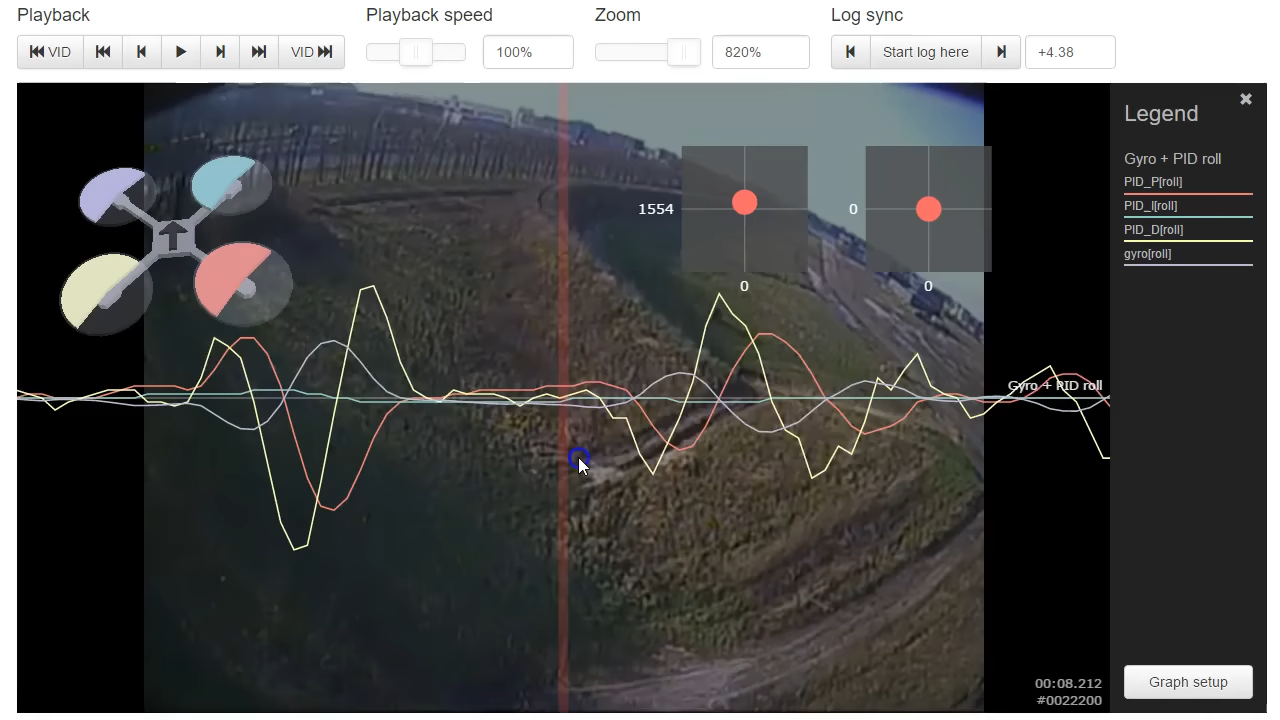 Playback
Playback speed
Zoom
Log sync
VID
VID
100%
820%
Start log here
+4.38
Legend
Gyro + PID roll
PID_P[roll]
PID_I[roll]
PID_D[roll]
gyro[roll]
1554
0
0
0
Gyro + PID roll
Graph setup
00:08.212
#0022200